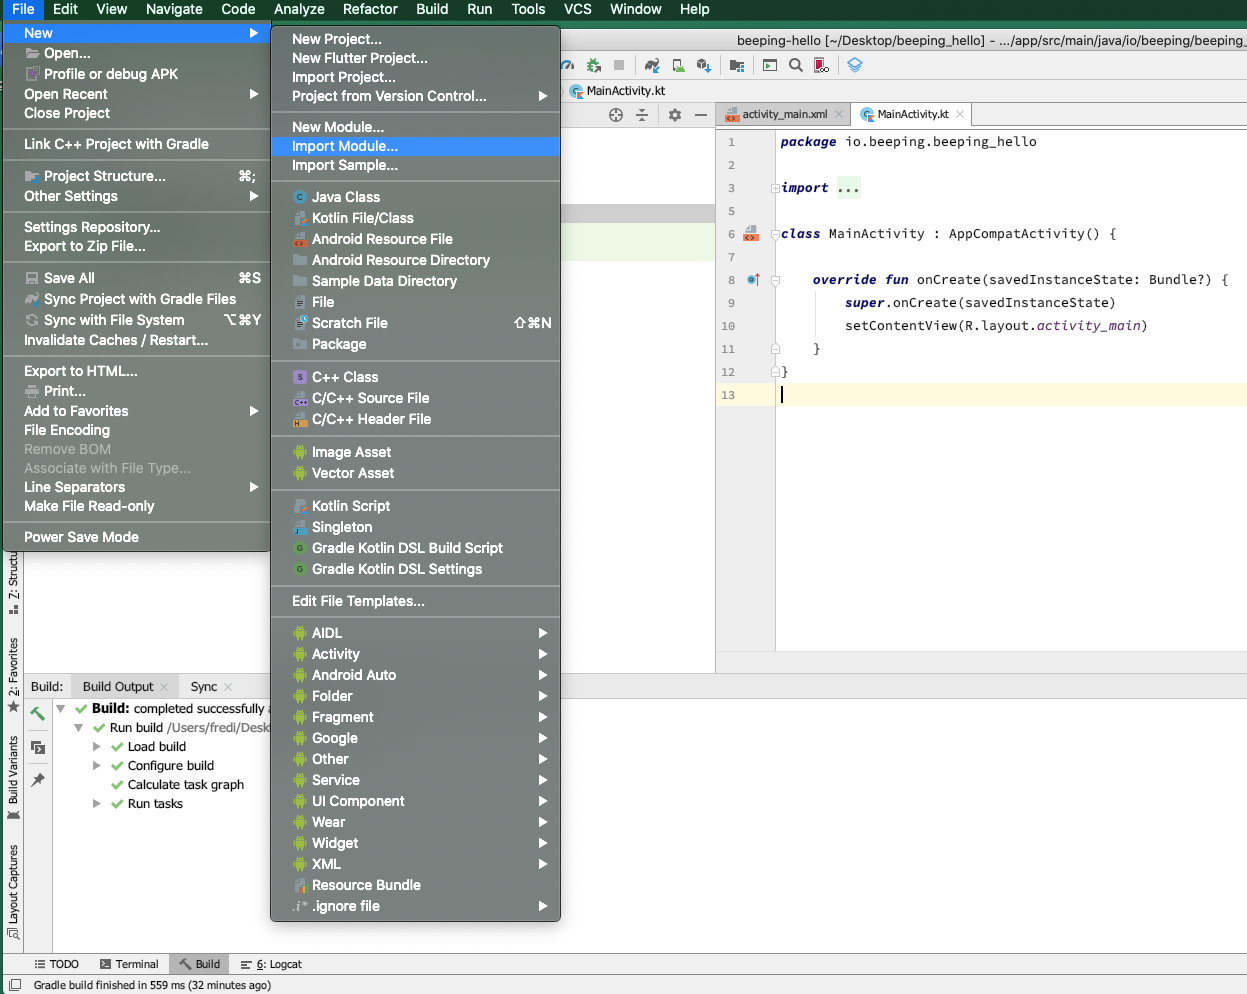 File Edit View Navigate Code Analyze Refactor Build Run Tools VCS Window Help
New
Open...
Profile or debug APK
Open Recent
Close Project
Link C++ Project with Gradle
Project Structure... ⌘;
Other Settings
Settings Repository...
Export to Zip File...
Save All ⌘S
Sync Project with Gradle Files
Sync with File System ⌥⌘Y
Invalidate Caches / Restart...
Export to HTML...
Print...
Add to Favorites
File Encoding
Remove BOM
Associate with File Type...
Line Separators
Make File Read-only
Power Save Mode
New Project...
New Flutter Project...
Import Project...
Project from Version Control...
New Module...
Import Module...
Import Sample...
Java Class
Kotlin File/Class
Android Resource File
Android Resource Directory
Sample Data Directory
File
Scratch File ⇧⌘N
Package
C++ Class
C/C++ Source File
C/C++ Header File
Image Asset
Vector Asset
Kotlin Script
Singleton
Gradle Kotlin DSL Build Script
Gradle Kotlin DSL Settings
Edit File Templates...
AIDL
Activity
Android Auto
Folder
Fragment
Google
Other
Service
UI Component
Wear
Widget
XML
Resource Bundle
.ignore file
beeping-hello [~/Desktop/beeping_hello] - .../app/src/main/java/io/beeping/beeping_
MainActivity.kt
activity_main.xml MainActivity.kt
1 package io.beeping.beeping_hello
2
3 import ...
5
6 class MainActivity : AppCompatActivity() {
7
8 override fun onCreate(savedInstanceState: Bundle?) {
9 super.onCreate(savedInstanceState)
10 setContentView(R.layout.activity_main)
11 }
12 }
13
Z: Structu
2: Favorites
Build Variants
Layout Captures
Build: Build Output Sync
Build: completed successfully
Run build /Users/fredi/Desk
Load build
Configure build
Calculate task graph
Run tasks
TODO Terminal Build 6: Logcat
Gradle build finished in 559 ms (32 minutes ago)